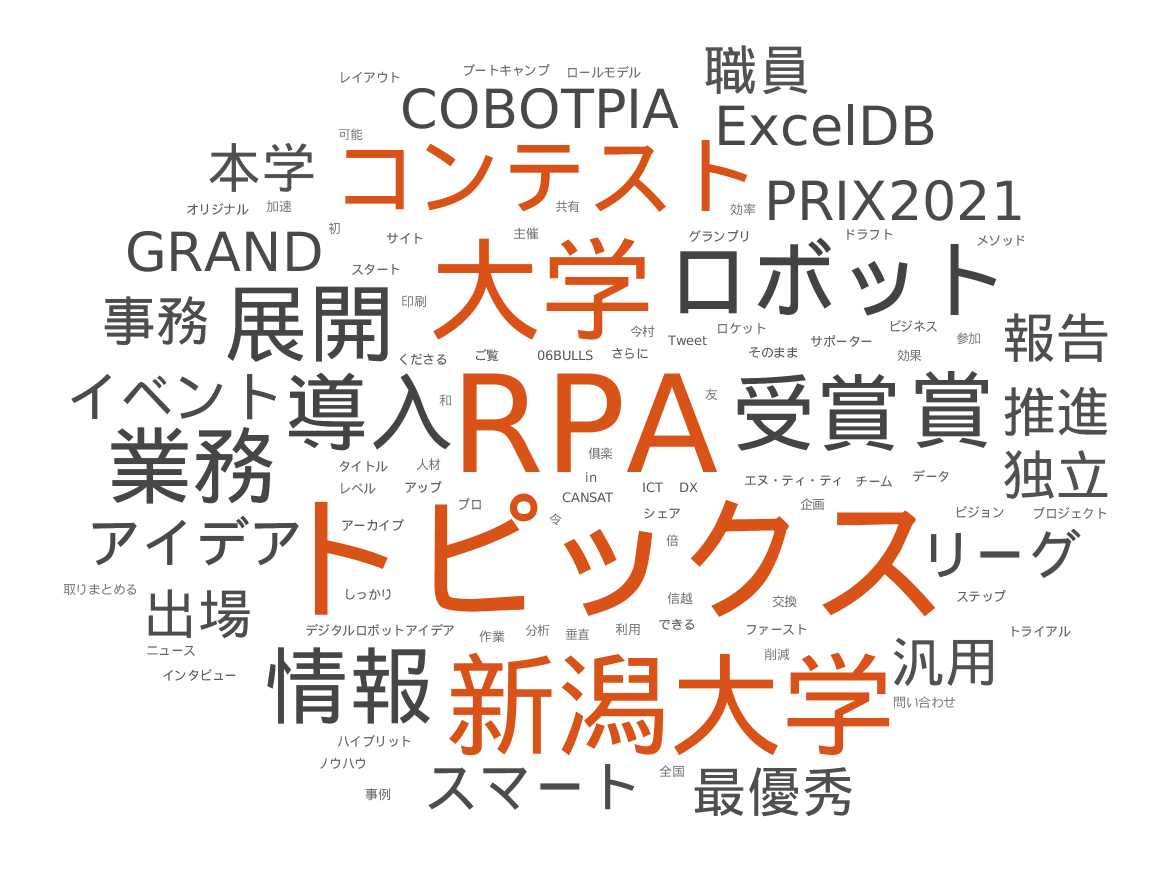 職員
レイアウト ブートキャンプ ロールモデル
COBOTPIA
ExcelDB
可能
コンテスト
本学
PRIX2021
オリジナル 加速 共有 効率
初
サイト 主催 グランプリ ドラフト メソッド
GRAND
大学
ロボット
スタート
印刷
事務
展開
今村 Tweet ロケット ビジネス 参加
報告
くださる ご覧 06BULLS さらに そのまま サポーター 効果
イベント
導入
和
RPA
友
受賞
賞
推進
業務
俱楽
タイトル 人材 in エヌ・ティ・ティ チーム データ
独立
レベル アップ CANSAT ICT DX
プロ 企画 ビジョン プロジェクト
アイデア
アーカイブ 令 シェア
トピックス
倍
リーグ
取りまとめる しっかり 信越 交換 ステップ
出場
デジタルロボットアイデア 作業 分析 垂直 利用 できる ファースト トライアル
ニュース 削減
インタビュー
情報
新潟大学
汎用
問い合わせ
ハイブリット
ノウハウ
スマート
全国
最優秀
事例